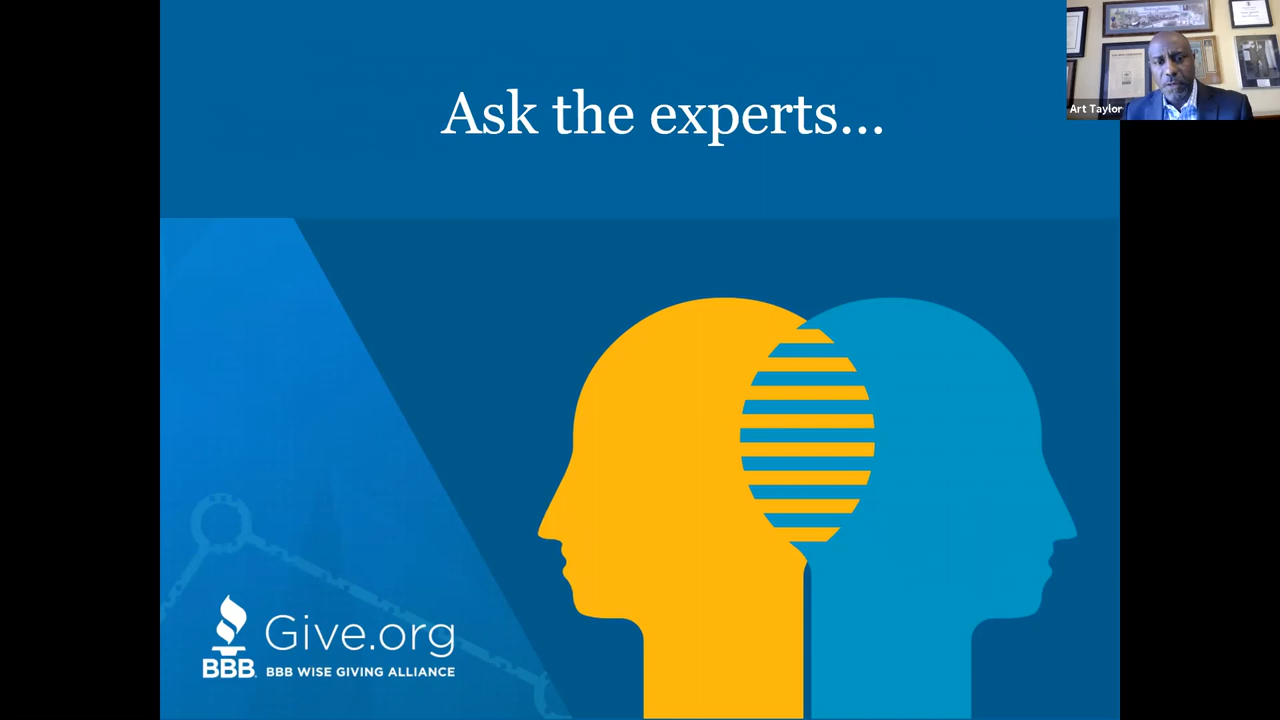 Ask the experts...
Art Taylor
Give.org
BBB
BBB WISE GIVING ALLIANCE